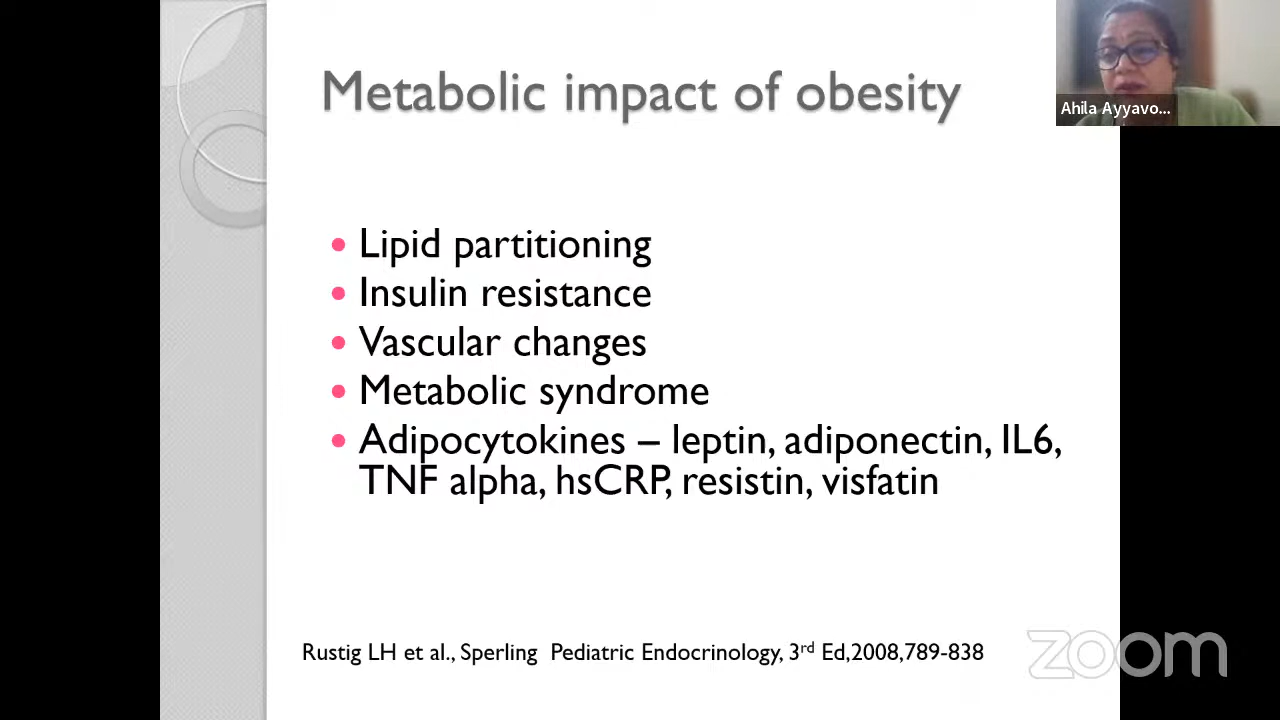 Metabolic impact of obesity
Ahila Ayyavo...
• Lipid partitioning
• Insulin resistance
• Vascular changes
• Metabolic syndrome
• Adipocytokines – leptin, adiponectin, IL6,
TNF alpha, hsCRP, resistin, visfatin
Rustig LH et al., Sperling Pediatric Endocrinology, 3rd Ed,2008,789-838
zoom